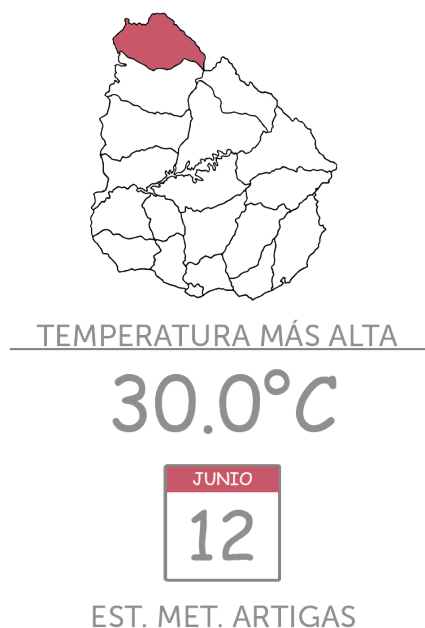 TEMPERATURA MÁS ALTA
30.0°C
JUNIO
12
EST. MET. ARTIGAS